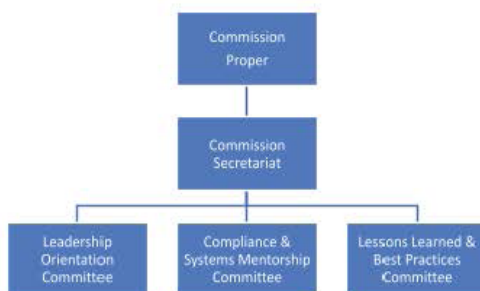 Commission
Proper
Commission
Secretariat
Leadership
Orientation
Committee
Compliance &
Systems Mentorship
Committee
Lessons Learned &
Best Practices
Committee